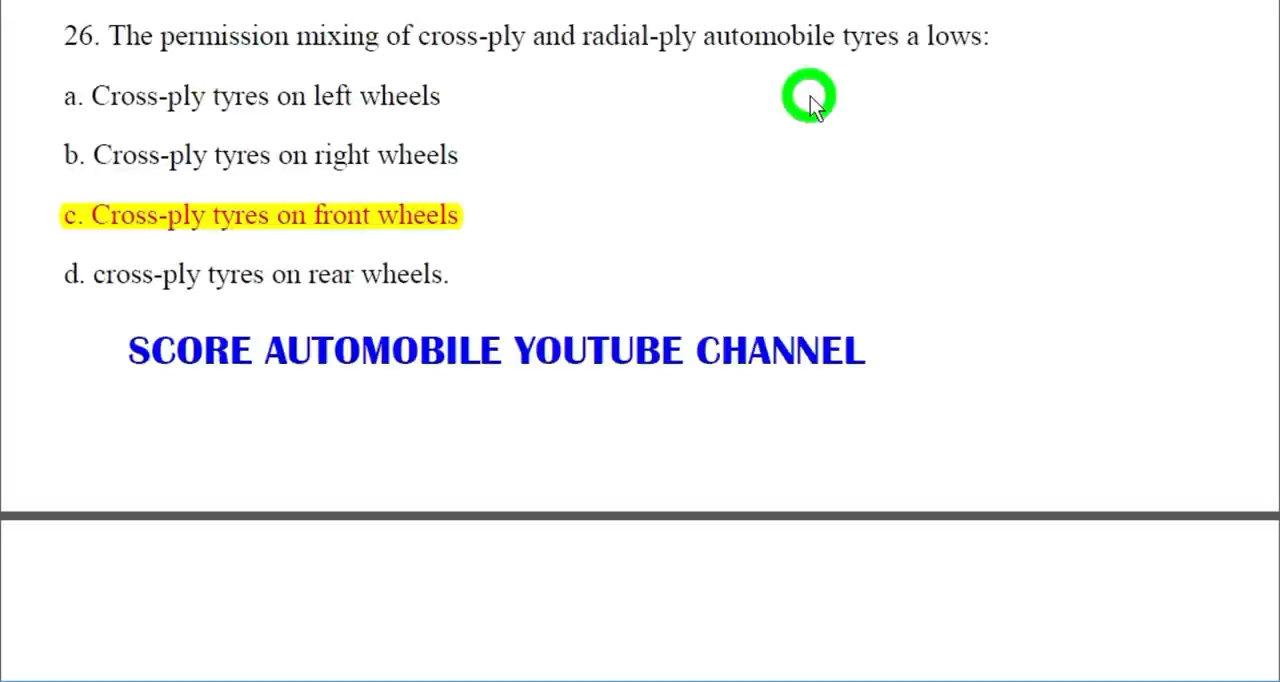 26. The permission mixing of cross-ply and radial-ply automobile tyres a lows:
a. Cross-ply tyres on left wheels
b. Cross-ply tyres on right wheels
c. Cross-ply tyres on front wheels
d. cross-ply tyres on rear wheels.
SCORE AUTOMOBILE YOUTUBE CHANNEL